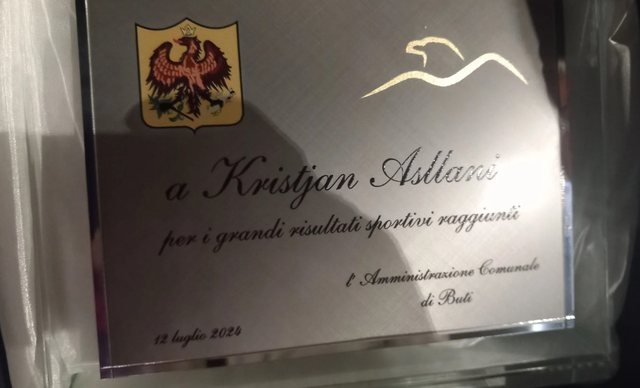 a Kristjan Asllani
per i grandi risultati sportivi raggiunti
l' Amministrazione Comunale
di Buti
12 luglio 2024